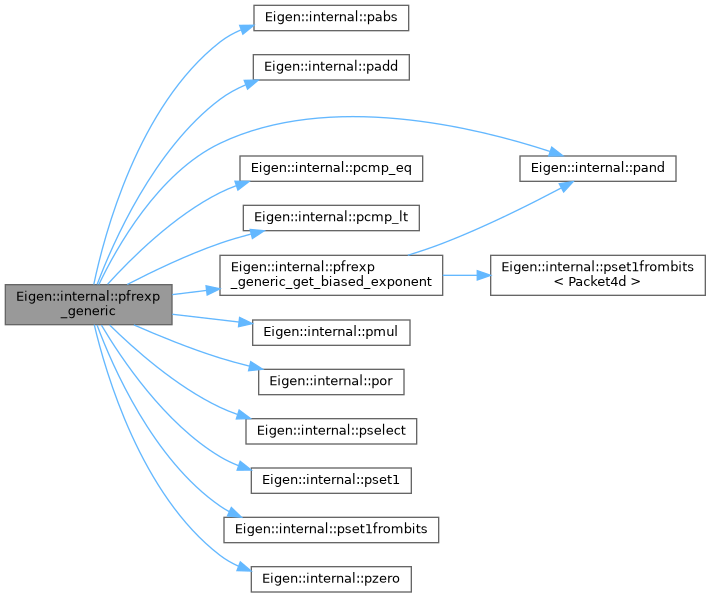 Eigen::internal::pabs
Eigen::internal::padd
Eigen::internal::pand
Eigen::internal::pcmp_eq
Eigen::internal::pcmp_lt
Eigen::internal::pfrexp
_generic_get_biased_exponent
Eigen::internal::pset1frombits
< Packet4d >
Eigen::internal::pfrexp
_generic
Eigen::internal::pmul
Eigen::internal::por
Eigen::internal::pselect
Eigen::internal::pset1
Eigen::internal::pset1frombits
Eigen::internal::pzero